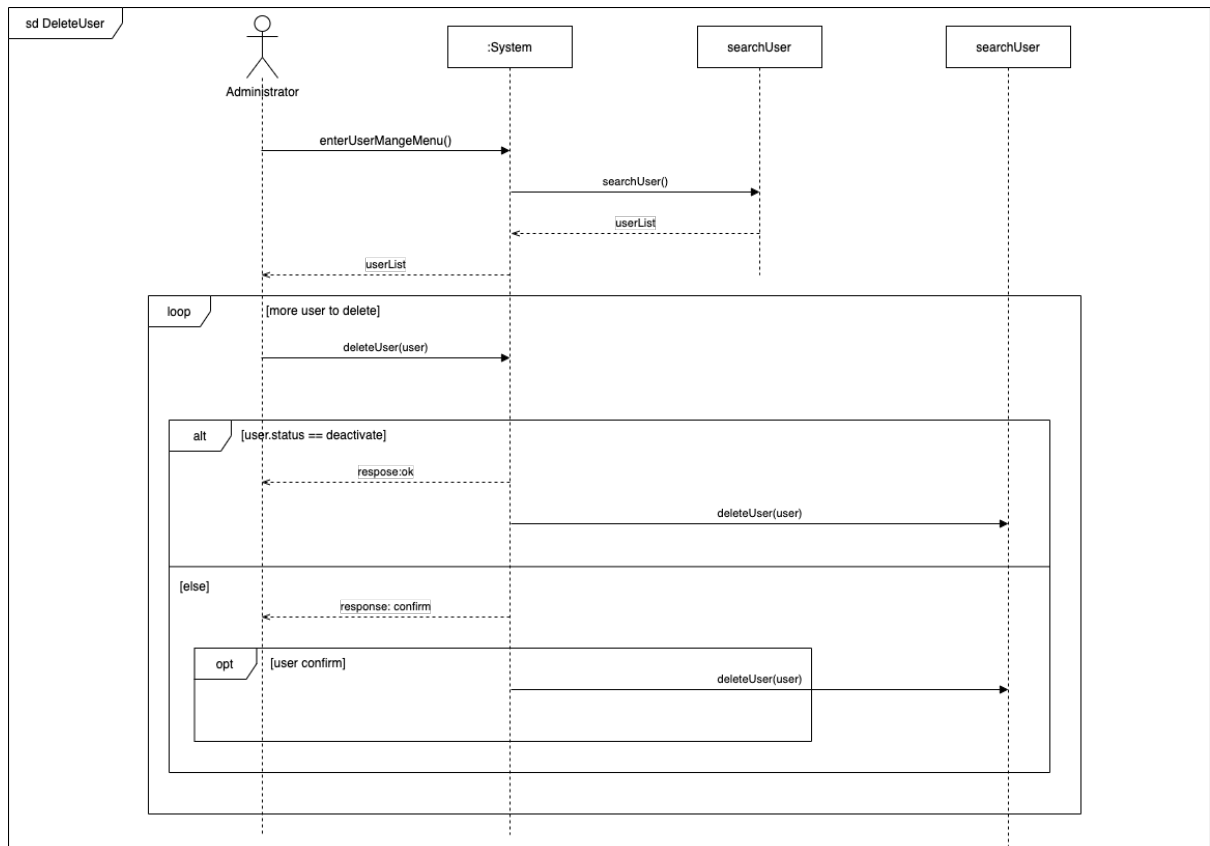 sd DeleteUser
:System
searchUser
searchUser
Administrator
enterUserMangeMenu()
searchUser()
userList
userList
loop
[more user to delete]
deleteUser(user)
alt
[user.status == deactivate]
respose:ok
deleteUser(user)
[else]
response: confirm
opt
[user confirm]
deleteUser(user)